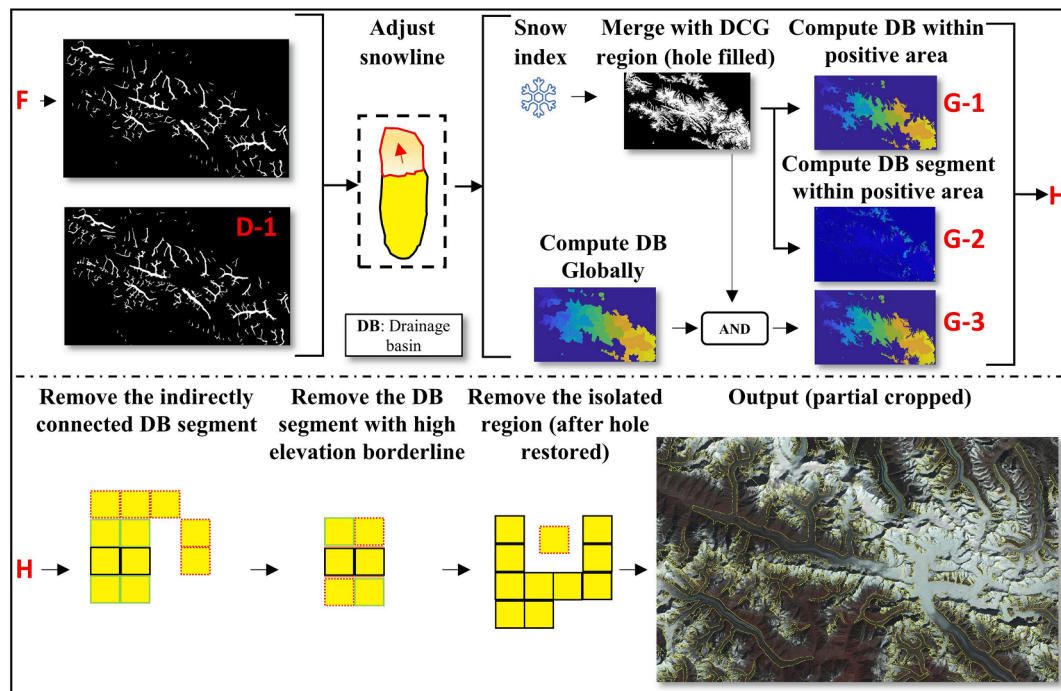 F
D-1
Adjust
snowline
DB: Drainage
basin
Snow
index
Merge with DCG
region (hole filled)
Compute DB within
positive area
G-1
Compute DB segment
within positive area
G-2
Compute DB
Globally
AND
G-3
H
Remove the indirectly
connected DB segment
Remove the DB
segment with high
elevation borderline
Remove the isolated
region (after hole
restored)
Output (partial cropped)
H